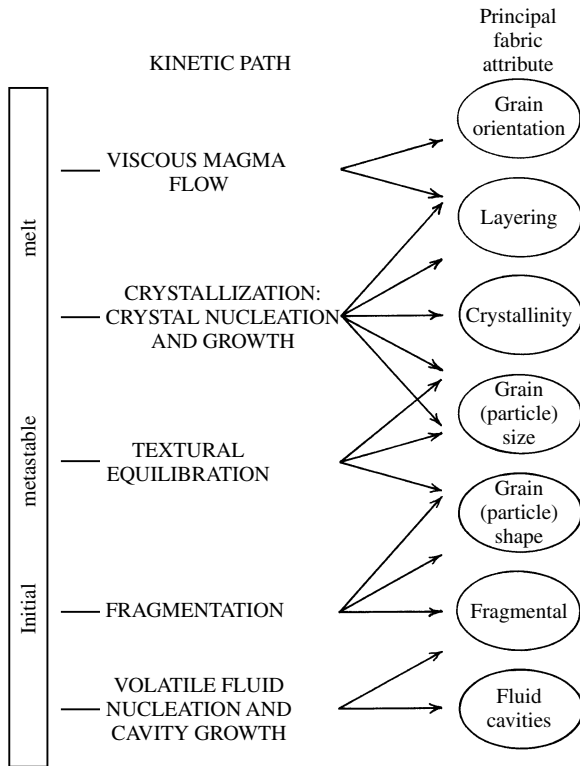 Principal
fabric
attribute
KINETIC PATH
Grain
orientation
VISCOUS MAGMA
FLOW
Layering
melt
CRYSTALLIZATION:
CRYSTAL NUCLEATION
AND GROWTH
Crystallinity
Grain
(particle)
size
metastable
TEXTURAL
EQUILIBRATION
Grain
(particle)
shape
Initial
FRAGMENTATION
Fragmental
VOLATILE FLUID
NUCLEATION AND
CAVITY GROWTH
Fluid
cavities